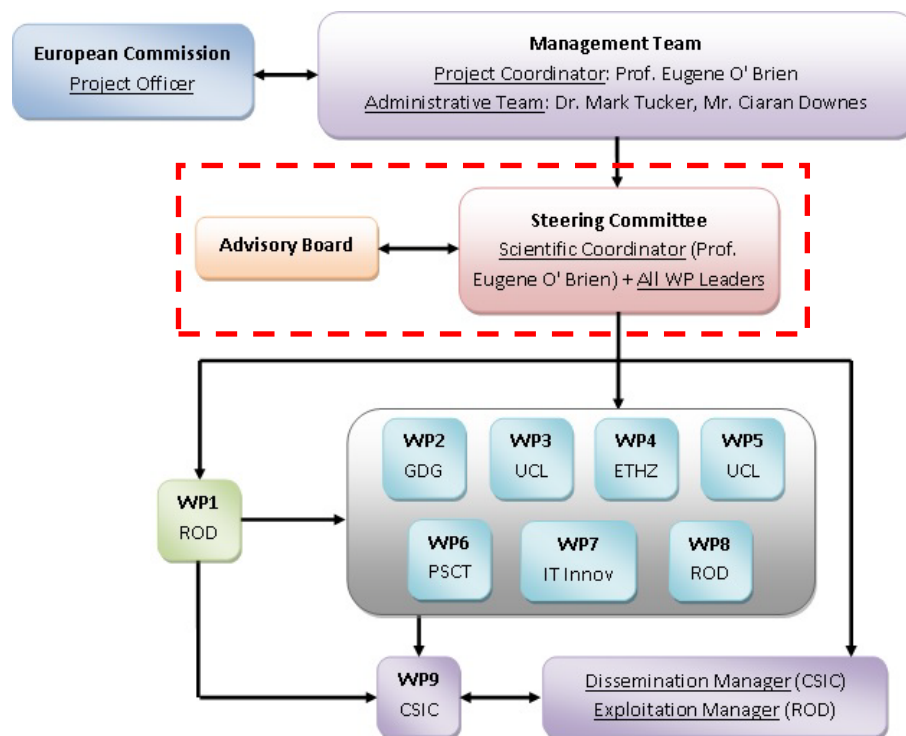 European Commission
Project Officer
Management Team
Project Coordinator: Prof. Eugene O' Brien
Administrative Team: Dr. Mark Tucker, Mr. Ciaran Downes
Advisory Board
Steering Committee
Scientific Coordinator (Prof.
Eugene O' Brien) + All WP Leaders
WP2
GDG
WP3
UCL
WP4
ETHZ
WP5
UCL
WP1
ROD
WP6
PSCT
WP7
IT Innov
WP8
ROD
WP9
CSIC
Dissemination Manager (CSIC)
Exploitation Manager (ROD)